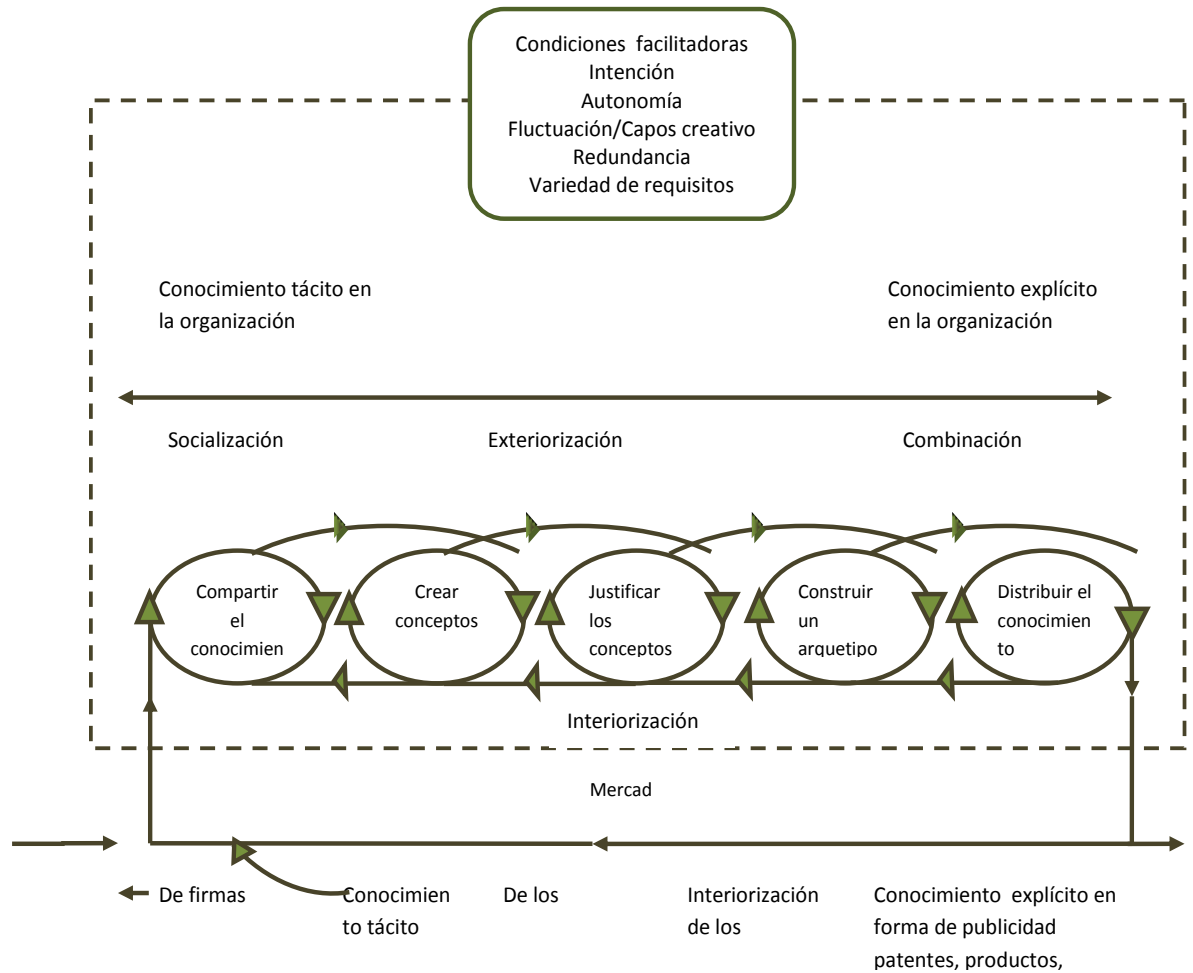 Condiciones facilitadoras
Intención
Autonomía
Fluctuación/Capos creativo
Redundancia
Variedad de requisitos
Conocimiento tácito en
la organización
Conocimiento explícito
en la organización
Socialización
Exteriorización
Combinación
Compartir
el
conocimien
Crear
conceptos
Justificar
los
conceptos
Construir
un
arquetipo
Distribuir el
conocimien
to
Interiorización
Mercad
De firmas
Conocimien
to tácito
De los
Interiorización
de los
Conocimiento explícito en
forma de publicidad
patentes, productos,